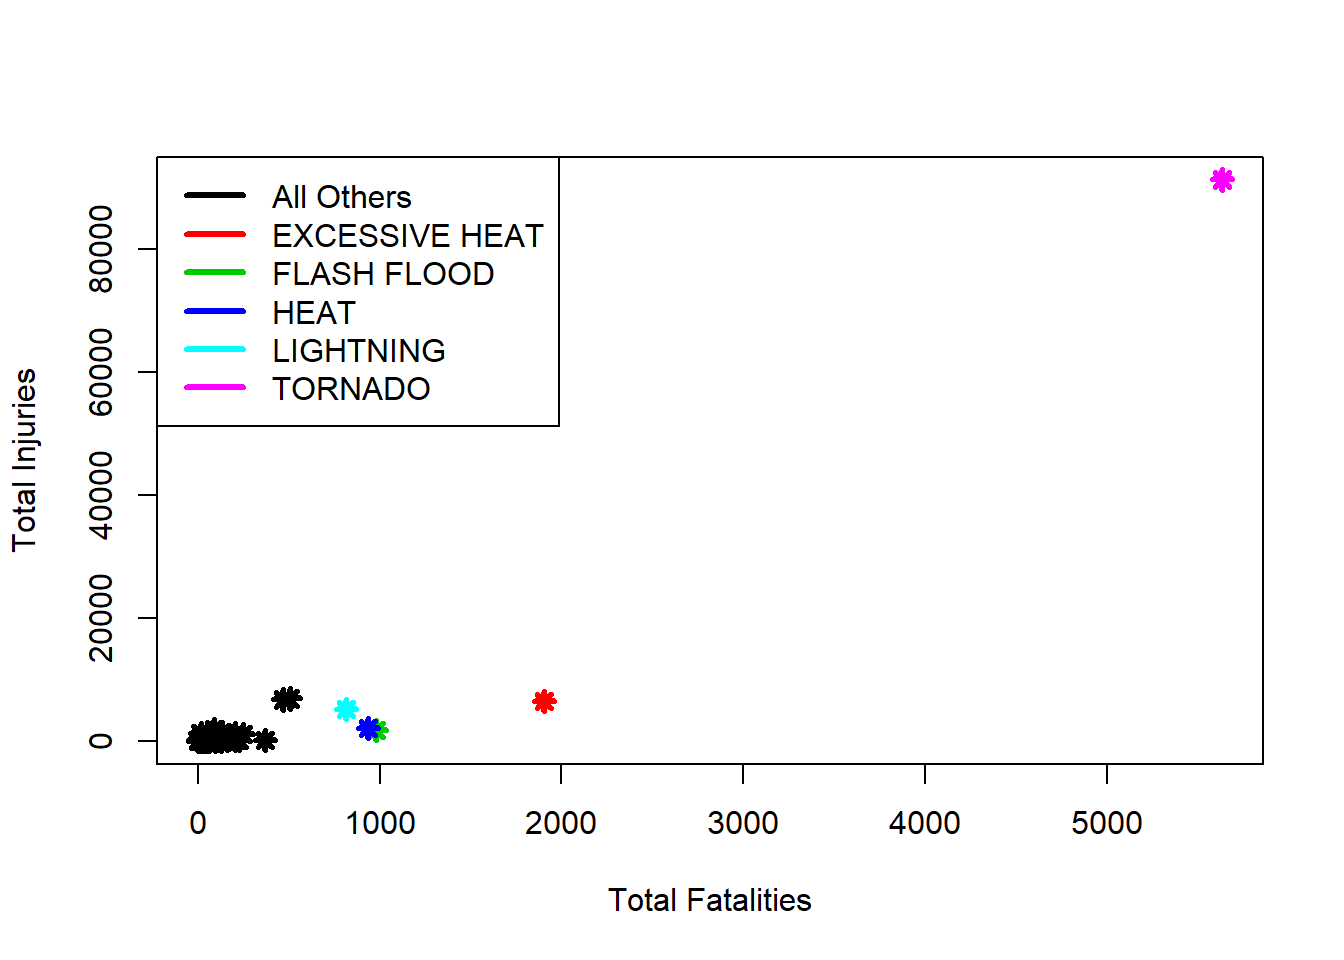 All Others
EXCESSIVE HEAT
FLASH FLOOD
HEAT
LIGHTNING
TORNADO
Total Injuries
80000
60000
40000
20000
0
0 1000 2000 3000 4000 5000
Total Fatalities